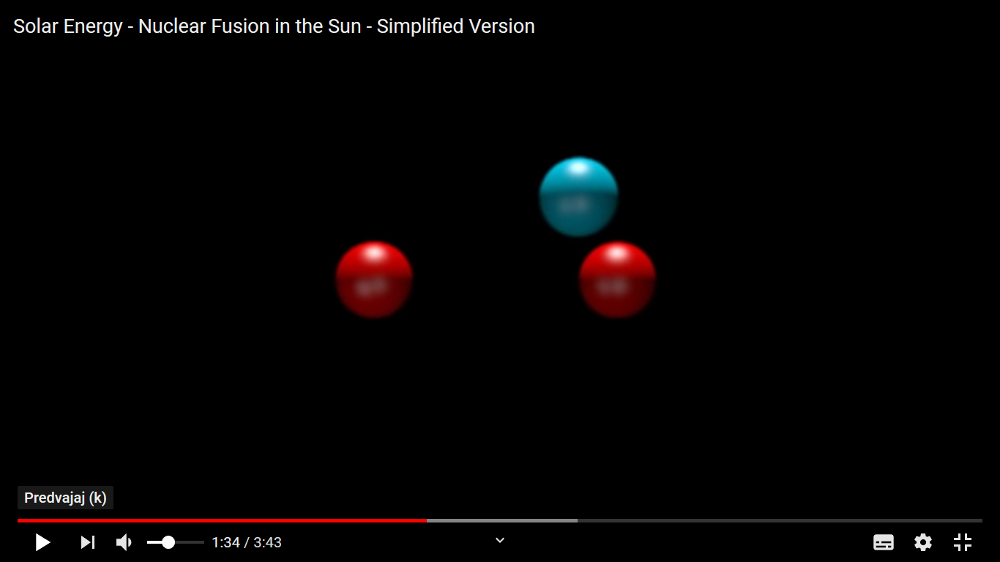 Solar Energy - Nuclear Fusion in the Sun - Simplified Version
Predvajaj (k)
1:34 / 3:43